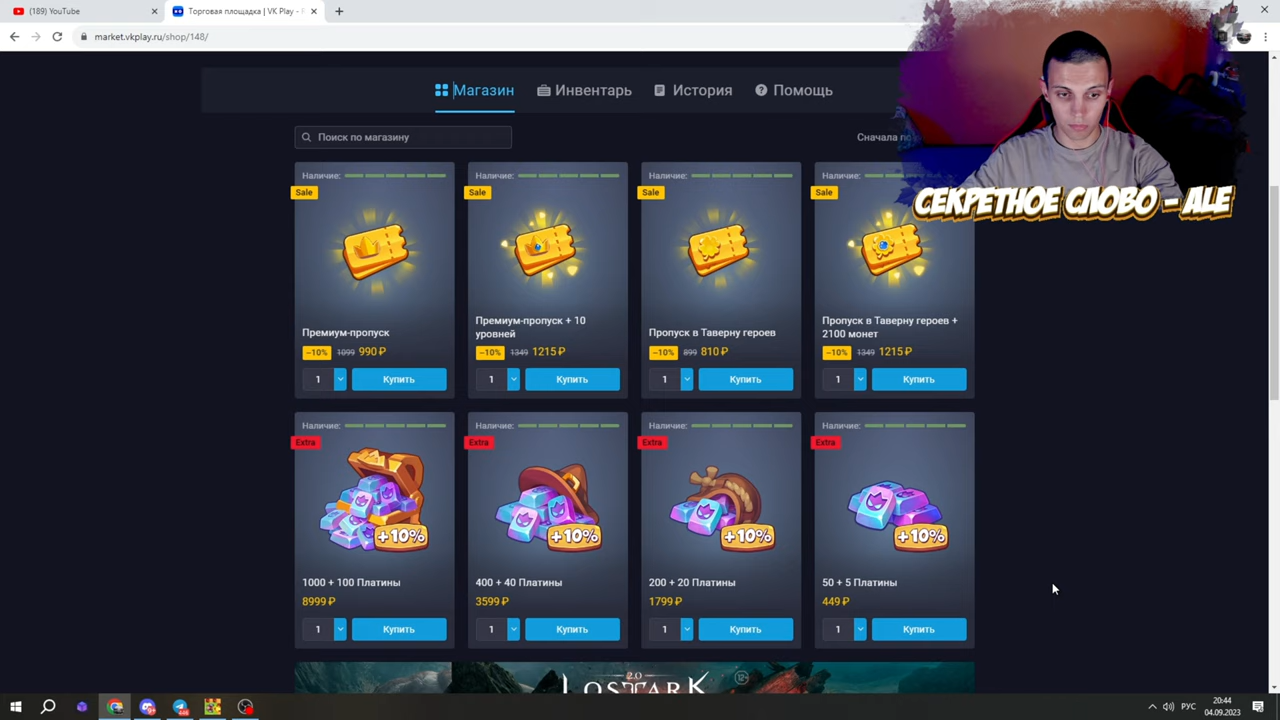 (189) YouTube
Торговая площадка | VK Play -
market.vkplay.ru/shop/148/
Магазин
Инвентарь
История
Помощь
Поиск по магазину
Сначала
СЕКРЕТНОЕ СЛОВО - ALE
Наличие:
Sale
Премиум-пропуск
-10% 1099 990 ₽
1
Купить
Наличие:
Sale
Премиум-пропуск + 10
уровней
-10% 1349 1215 ₽
1
Купить
Наличие:
Sale
Пропуск в Таверну героев
-10% 899 810 ₽
1
Купить
Наличие:
Sale
Пропуск в Таверну героев +
2100 монет
-10% 1349 1215 ₽
1
Купить
Наличие:
Extra
+10%
1000 + 100 Платины
8999 ₽
1
Купить
Наличие:
Extra
+10%
400 + 40 Платины
3599 ₽
1
Купить
Наличие:
Extra
+10%
200 + 20 Платины
1799 ₽
1
Купить
Наличие:
Extra
+10%
50 + 5 Платины
449 ₽
1
Купить
2.0
LOST ARK
12+
РУС
20:44
04.09.2023